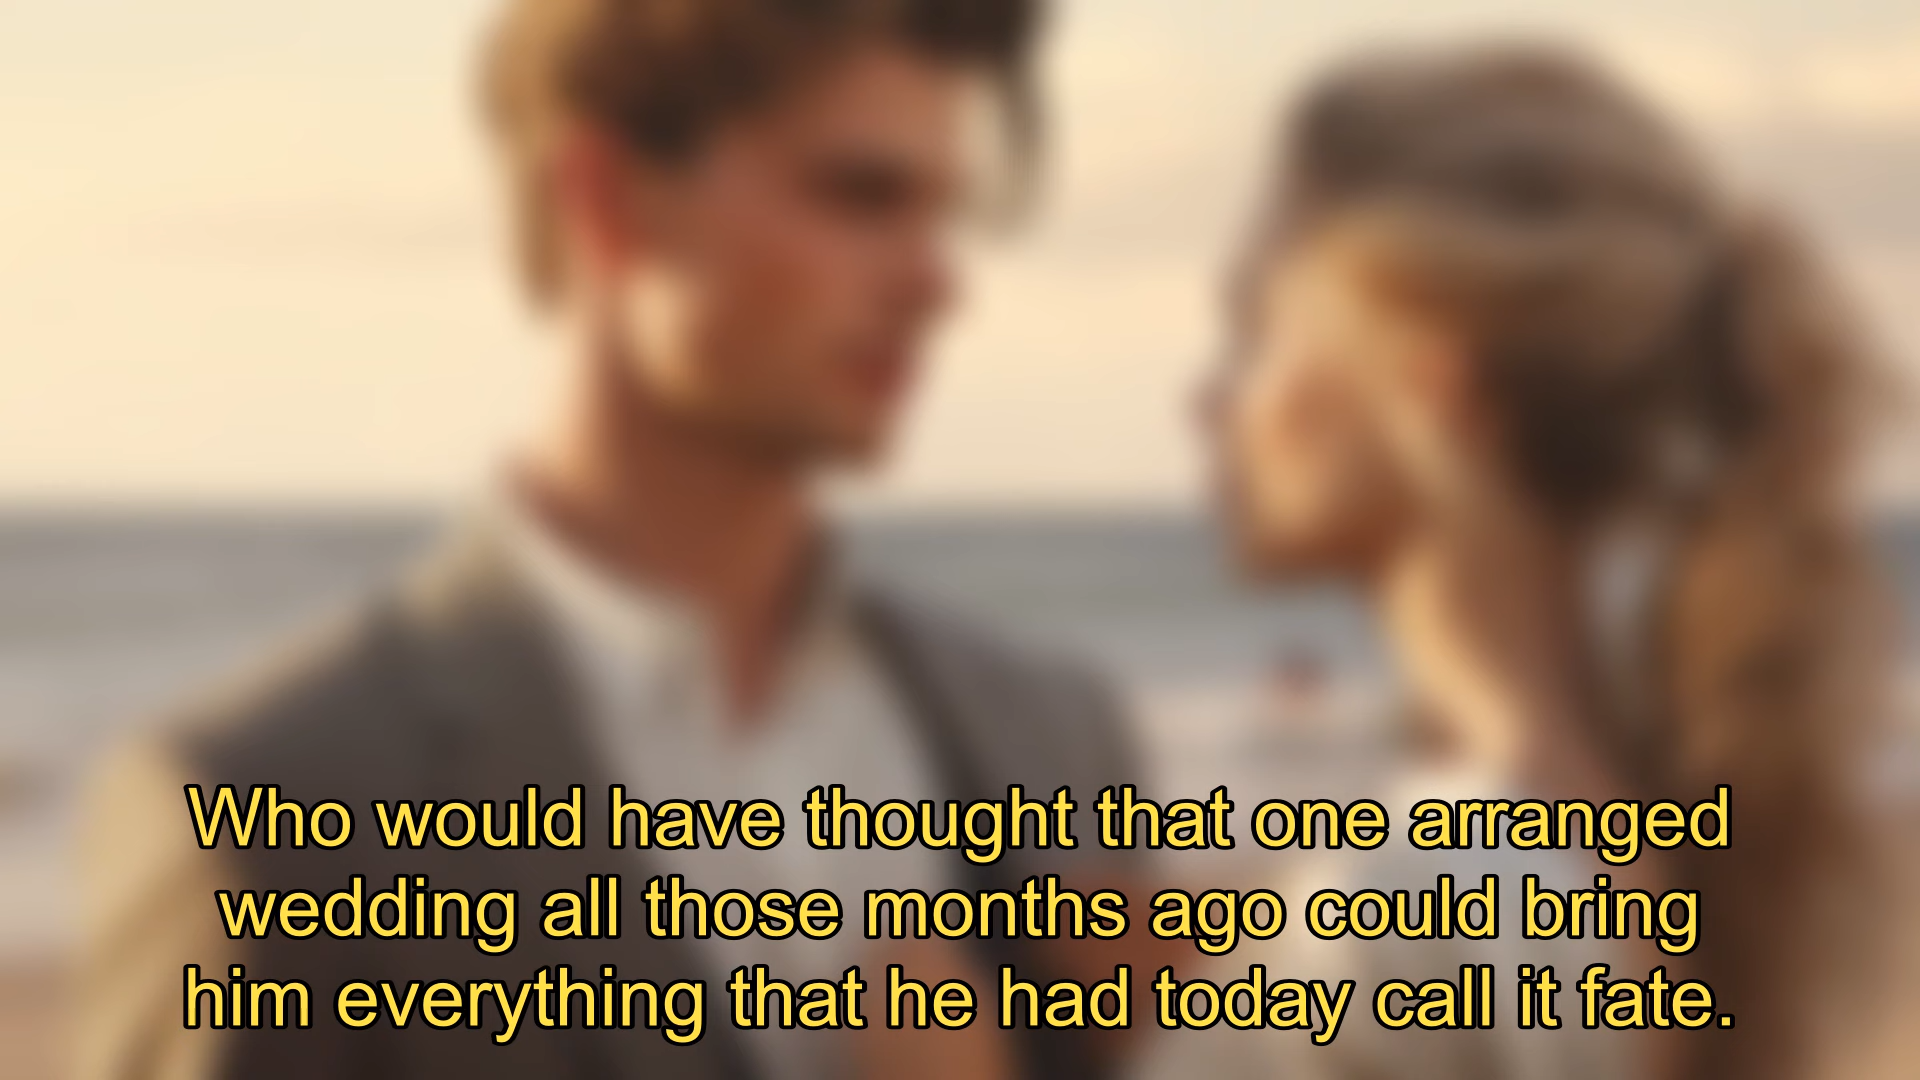 Who would have thought that one arranged
wedding all those months ago could bring
him everything that he had today call it fate.